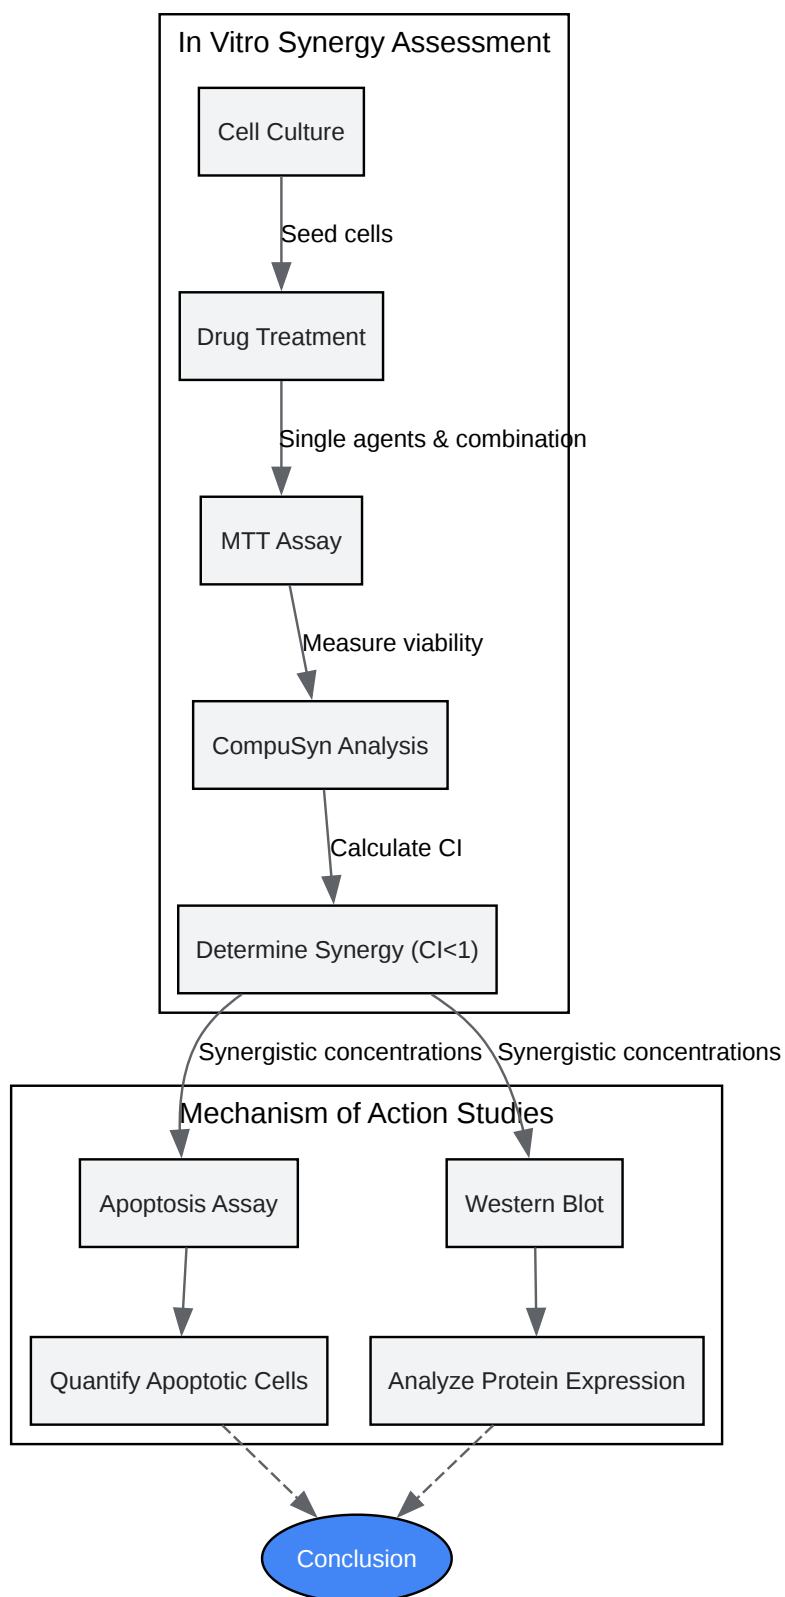 In Vitro Synergy Assessment
Cell Culture
Seed cells
Drug Treatment
Single agents & combination
MTT Assay
Measure viability
CompuSyn Analysis
Calculate CI
Determine Synergy (CI<1)
Synergistic concentrations
Synergistic concentrations
Mechanism of Action Studies
Apoptosis Assay
Western Blot
Quantify Apoptotic Cells
Analyze Protein Expression
Conclusion